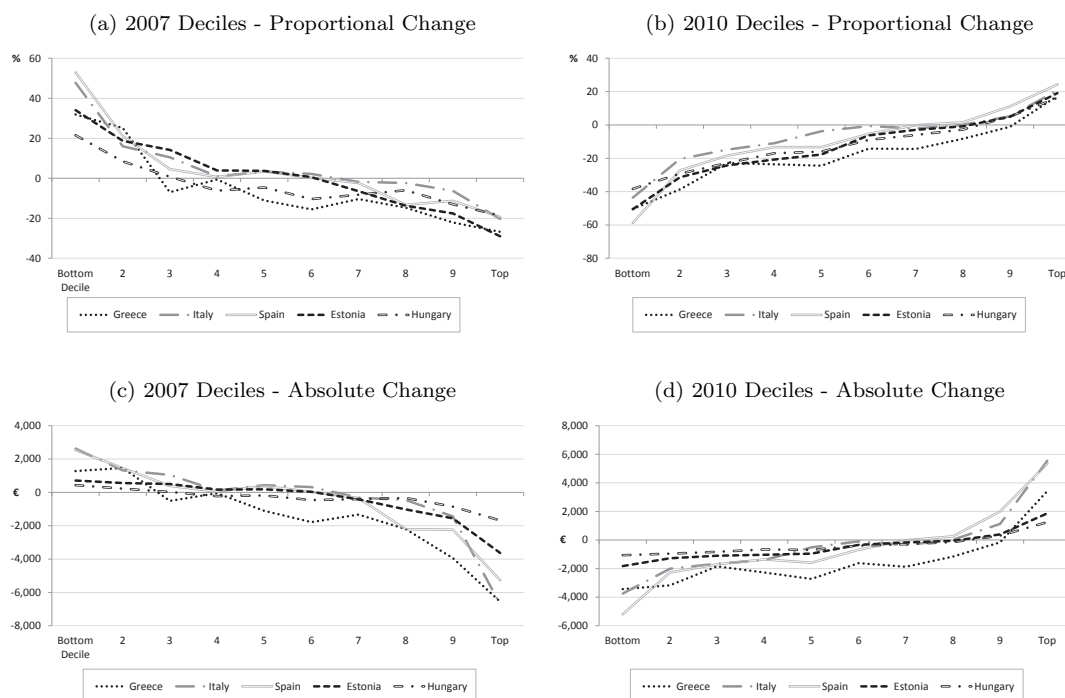 (a) 2007 Deciles - Proportional Change
%
60
40
20
0
-20
-40
Bottom Decile 2 3 4 5 6 7 8 9 Top
Greece Italy Spain Estonia Hungary
(b) 2010 Deciles - Proportional Change
%
40
20
0
-20
-40
-60
-80
Bottom 2 3 4 5 6 7 8 9 Top
Greece Italy Spain Estonia Hungary
(c) 2007 Deciles - Absolute Change
4,000
2,000
€ 0
-2,000
-4,000
-6,000
-8,000
Bottom Decile 2 3 4 5 6 7 8 9 Top
Greece Italy Spain Estonia Hungary
(d) 2010 Deciles - Absolute Change
8,000
6,000
4,000
2,000
€ 0
-2,000
-4,000
-6,000
Bottom 2 3 4 5 6 7 8 9 Top
Greece Italy Spain Estonia Hungary